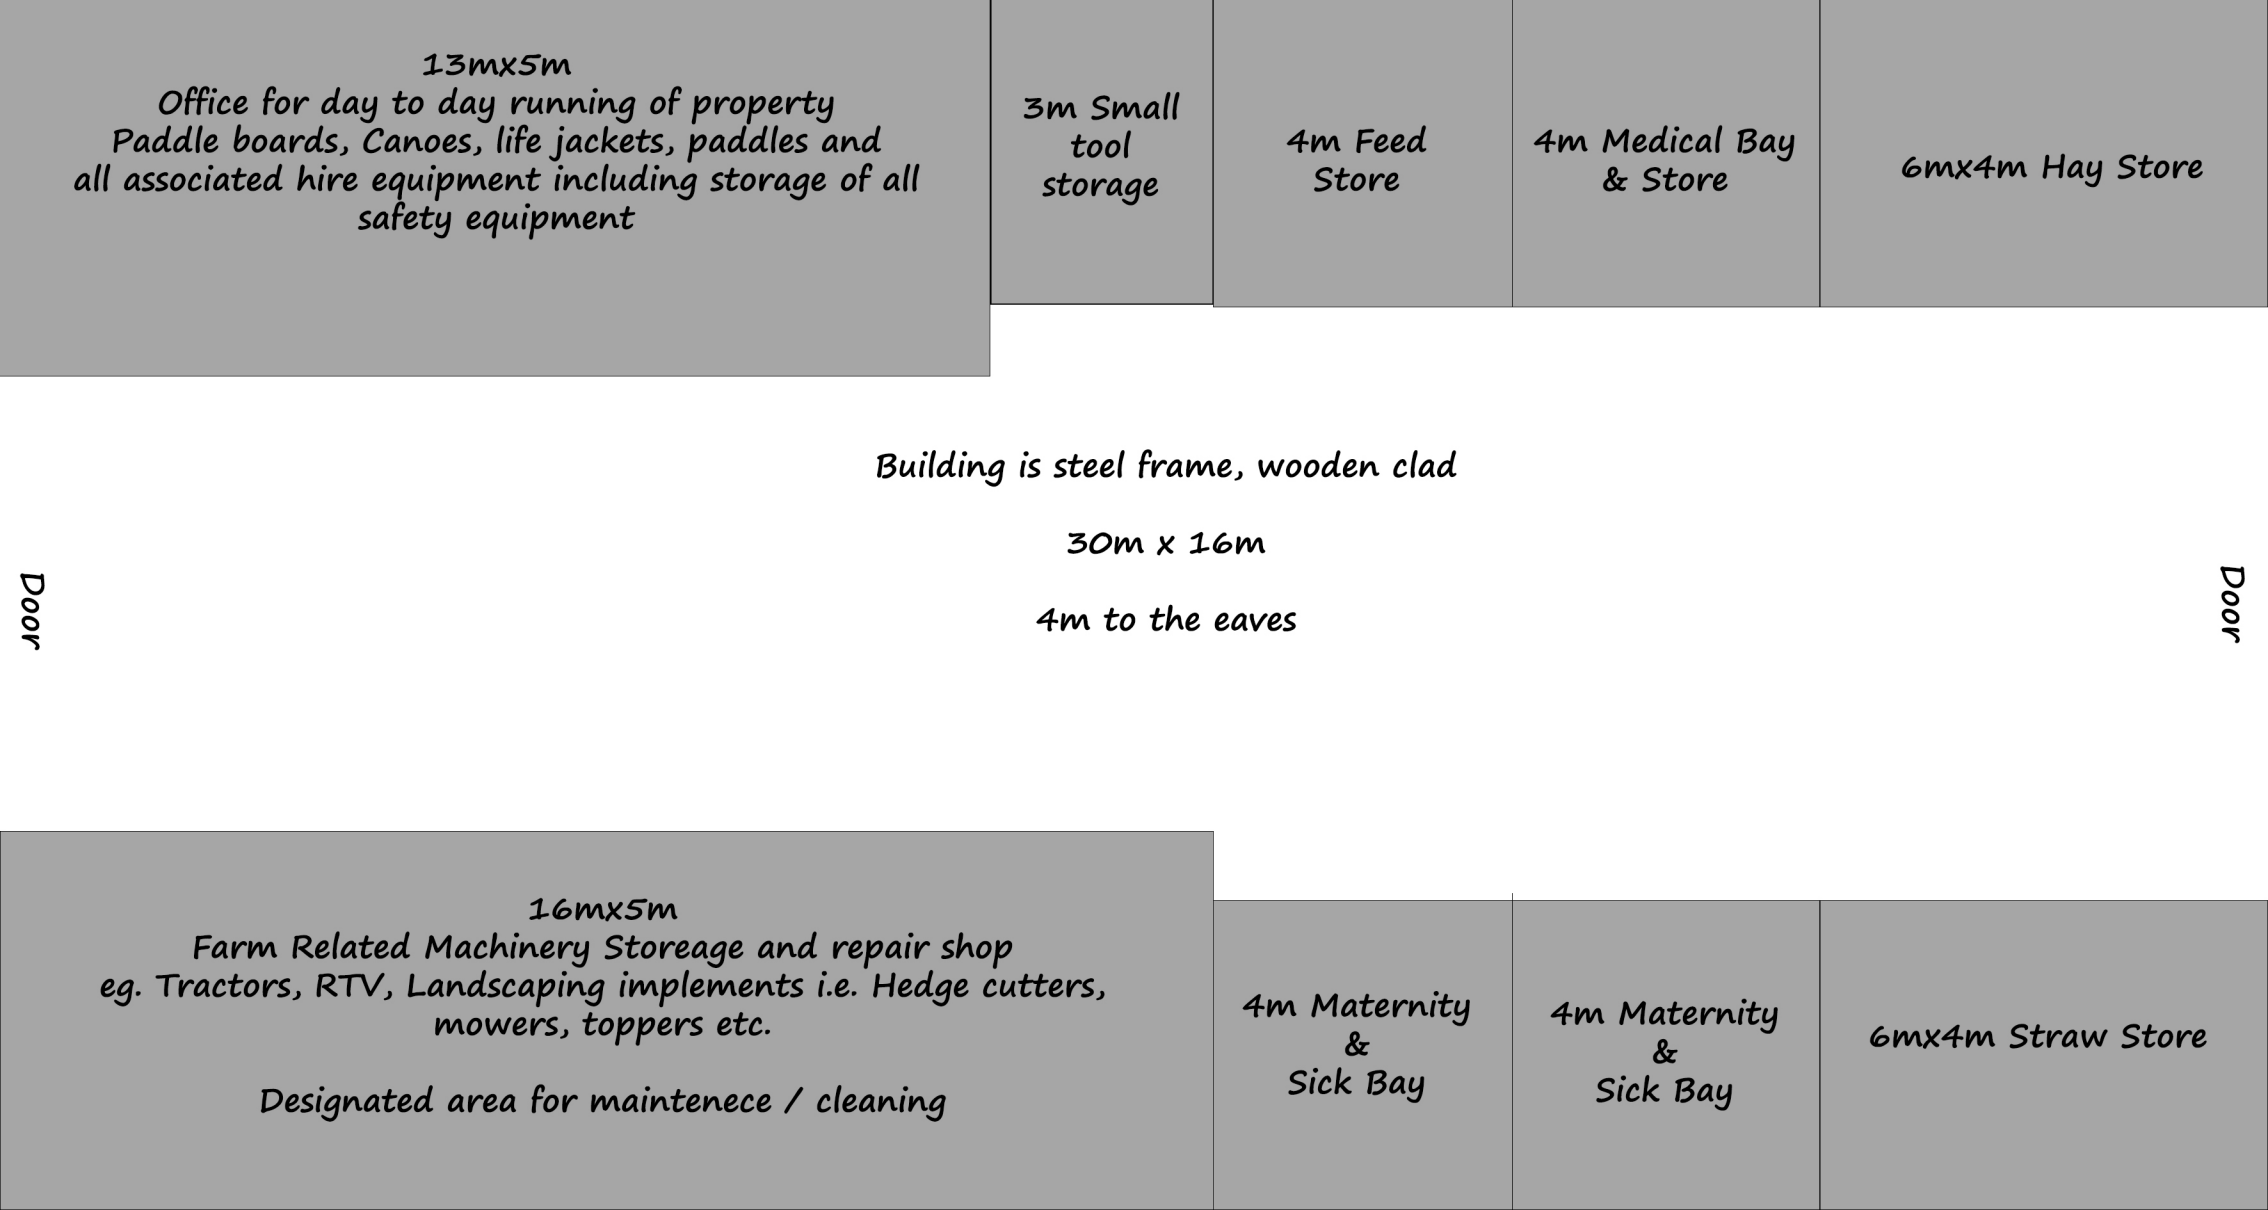 13mx5m
Office for day to day running of property
Paddle boards, Canoes, life jackets, paddles and
all associated hire equipment including storage of all
safety equipment
3m Small
tool
storage
4m Feed
Store
4m Medical Bay
& Store
6mx4m Hay Store
Building is steel frame, wooden clad
30m x 16m
4m to the eaves
Door
Door
16mx5m
Farm Related Machinery Storeage and repair shop
eg. Tractors, RTV, Landscaping implements i.e. Hedge cutters,
mowers, toppers etc.
Designated area for maintenece / cleaning
4m Maternity
&
Sick Bay
4m Maternity
&
Sick Bay
6mx4m Straw Store